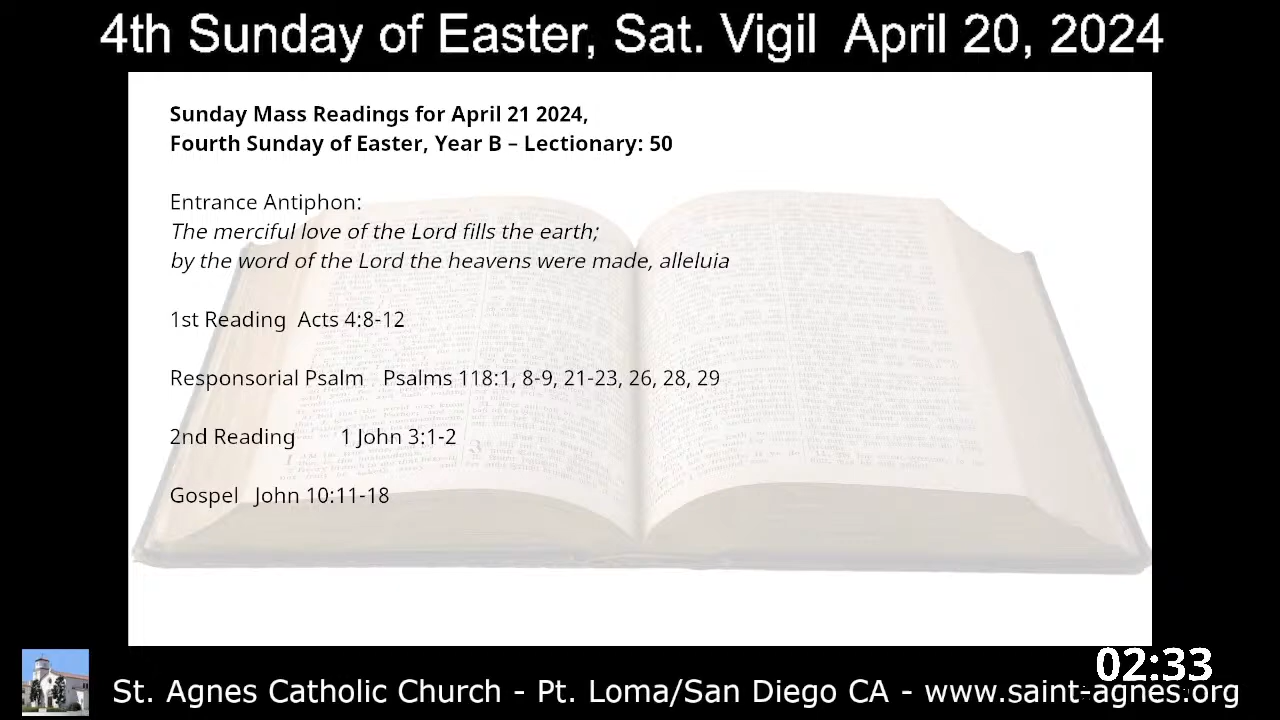 4th Sunday of Easter, Sat. Vigil April 20, 2024
Sunday Mass Readings for April 21 2024,
Fourth Sunday of Easter, Year B – Lectionary: 50
Entrance Antiphon:
The merciful love of the Lord fills the earth;
by the word of the Lord the heavens were made, alleluia
1st Reading Acts 4:8-12
Responsorial Psalm Psalms 118:1, 8-9, 21-23, 26, 28, 29
2nd Reading 1 John 3:1-2
Gospel John 10:11-18
02:33
St. Agnes Catholic Church - Pt. Loma/San Diego CA - www.saint-agnes.org